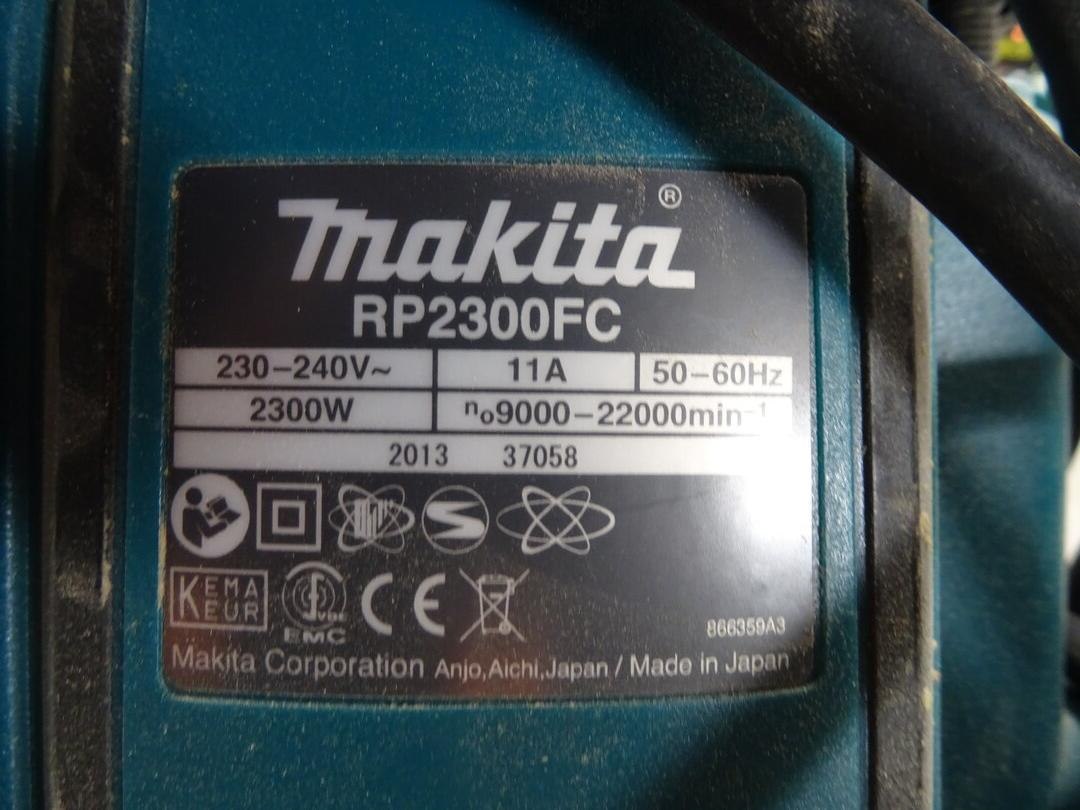 makita®
RP2300FC
230-240V~ 11A 50-60Hz
2300W n₀9000-22000min⁻¹
2013 37058
KEMA
KEUR
VDE
EMC
CE
866359A3
Makita Corporation Anjo,Aichi,Japan / Made in Japan